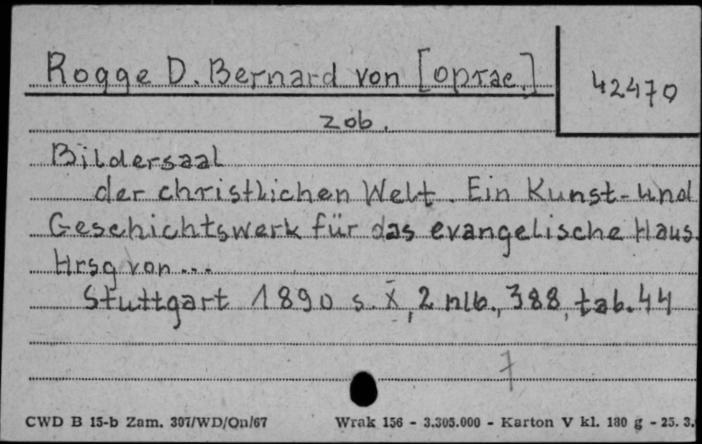 Rogge D. Bernard von [oprac.]
42470
zob.
Bildersaal
der christlichen Welt. Ein Kunst- und
Geschichtswerk für das evangelische Haus.
Hrsg von...
Stuttgart 1890 s. X, 2 nlb., 388, tab. 44
7
CWD B 15-b Zam. 307/WD/On/67 Wrak 156 - 3.305.000 - Karton V kl. 180 g - 25. 3.